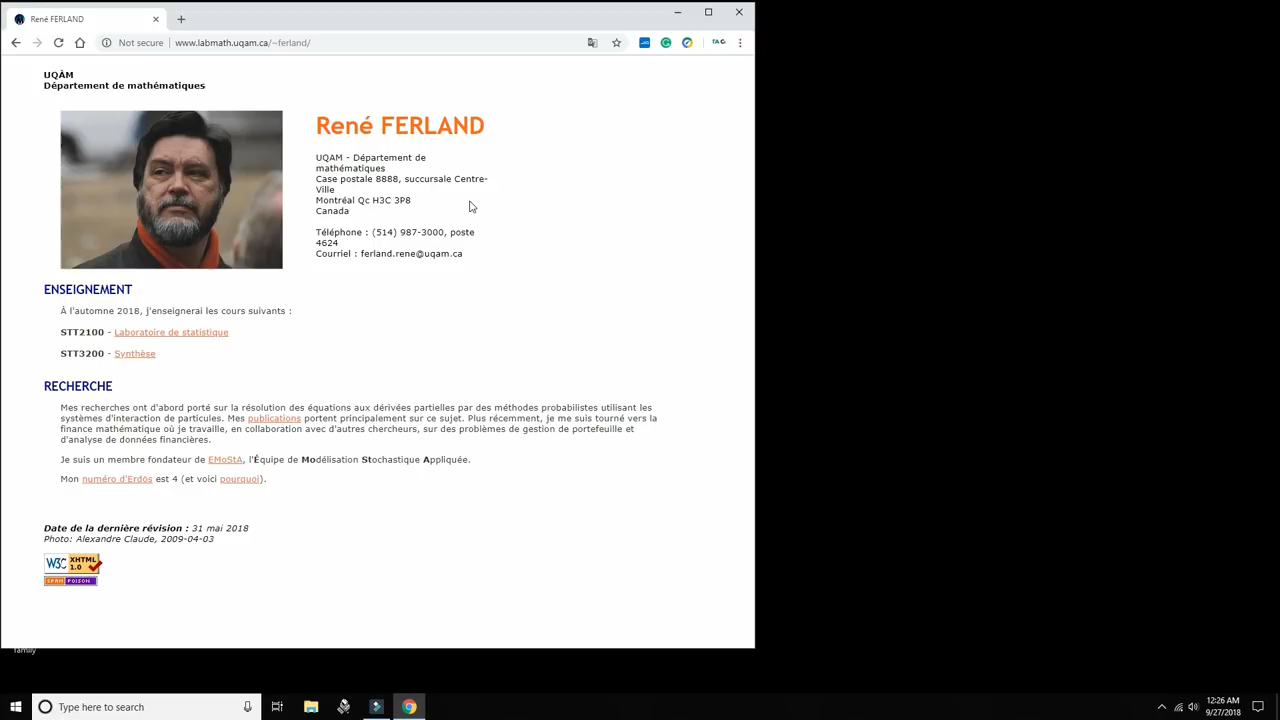 René FERLAND
Not secure
www.labmath.uqam.ca/~ferland/
UQÀM
Département de mathématiques
René FERLAND
UQAM - Département de
mathématiques
Case postale 8888, succursale Centre-
Ville
Montréal Qc H3C 3P8
Canada
Téléphone : (514) 987-3000, poste
4624
Courriel : ferland.rene@uqam.ca
ENSEIGNEMENT
À l'automne 2018, j'enseignerai les cours suivants :
STT2100 - Laboratoire de statistique
STT3200 - Synthèse
RECHERCHE
Mes recherches ont d'abord porté sur la résolution des équations aux dérivées partielles par des méthodes probabilistes utilisant les
systèmes d'interaction de particules. Mes publications portent principalement sur ce sujet. Plus récemment, je me suis tourné vers la
finance mathématique où je travaille, en collaboration avec d'autres chercheurs, sur des problèmes de gestion de portefeuille et
d'analyse de données financières.
Je suis un membre fondateur de EMoStA, l'Équipe de Modélisation Stochastique Appliquée.
Mon numéro d'Erdös est 4 (et voici pourquoi).
Date de la dernière révision : 31 mai 2018
Photo: Alexandre Claude, 2009-04-03
W3C XHTML
1.0
SPAM POISON
family
Type here to search
12:26 AM
9/27/2018